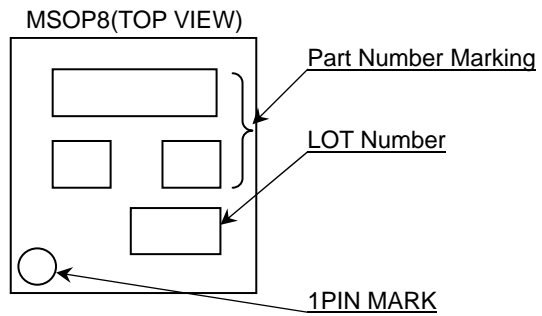 MSOP8(TOP VIEW)
Part Number Marking
LOT Number
1PIN MARK